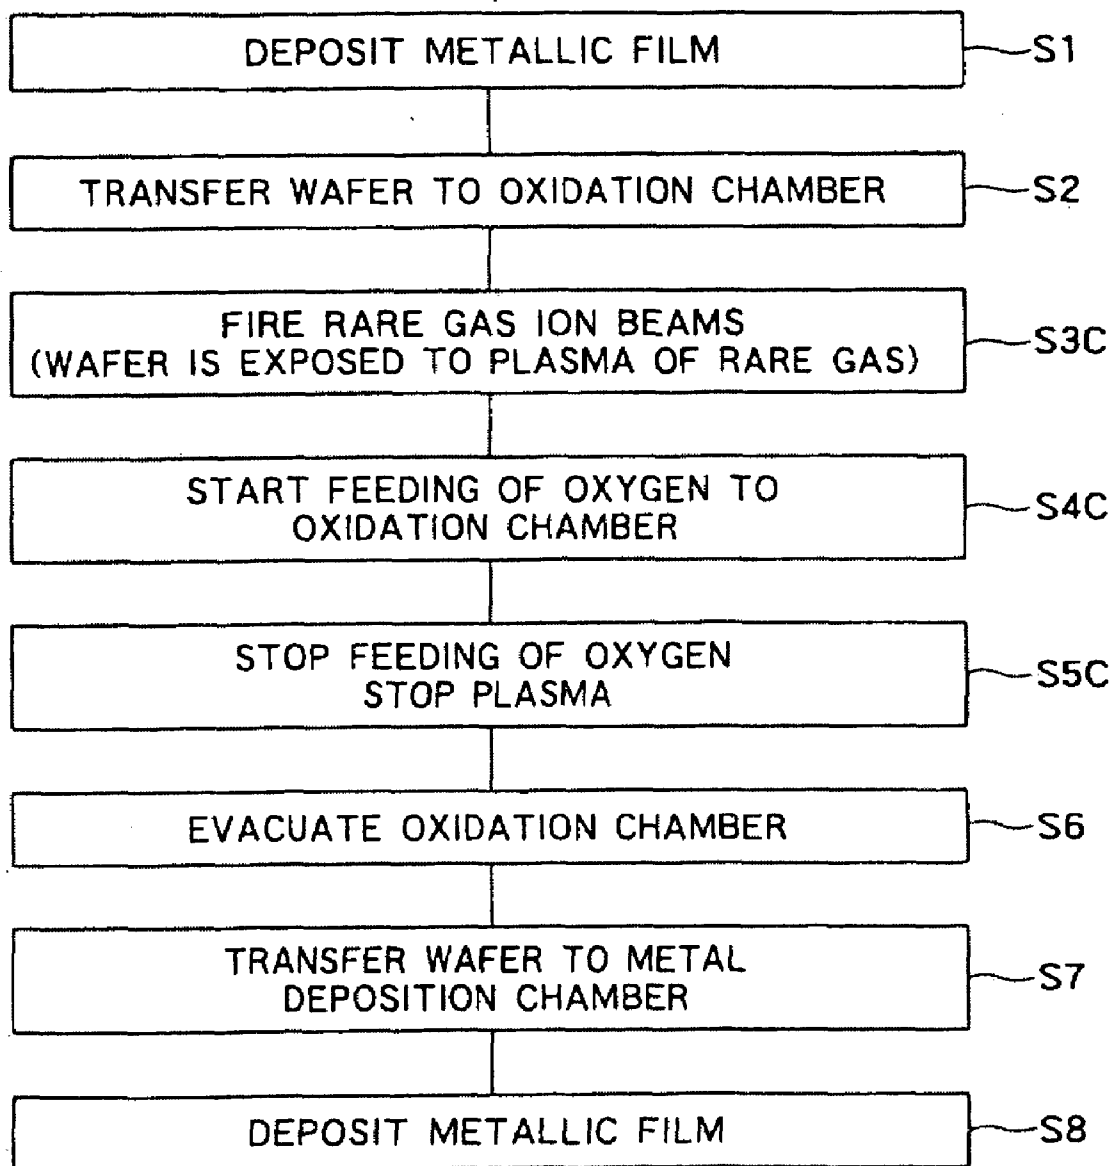 DEPOSIT METALLIC FILM
S1
TRANSFER WAFER TO OXIDATION CHAMBER
S2
FIRE RARE GAS ION BEAMS
(WAFER IS EXPOSED TO PLASMA OF RARE GAS)
S3C
START FEEDING OF OXYGEN TO
OXIDATION CHAMBER
S4C
STOP FEEDING OF OXYGEN
STOP PLASMA
S5C
EVACUATE OXIDATION CHAMBER
S6
TRANSFER WAFER TO METAL
DEPOSITION CHAMBER
S7
DEPOSIT METALLIC FILM
S8